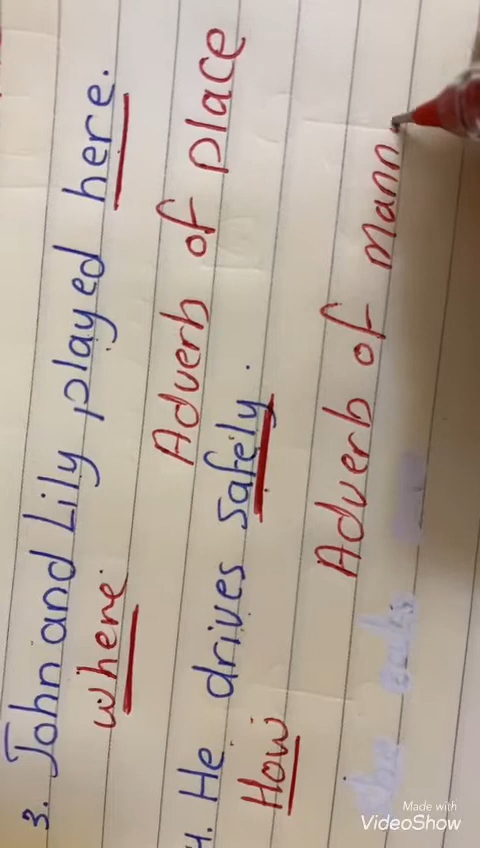 3. John and Lily played here.
where
Adverb of place
4. He drives safely.
How
Adverb of Mann
Made with
VideoShow